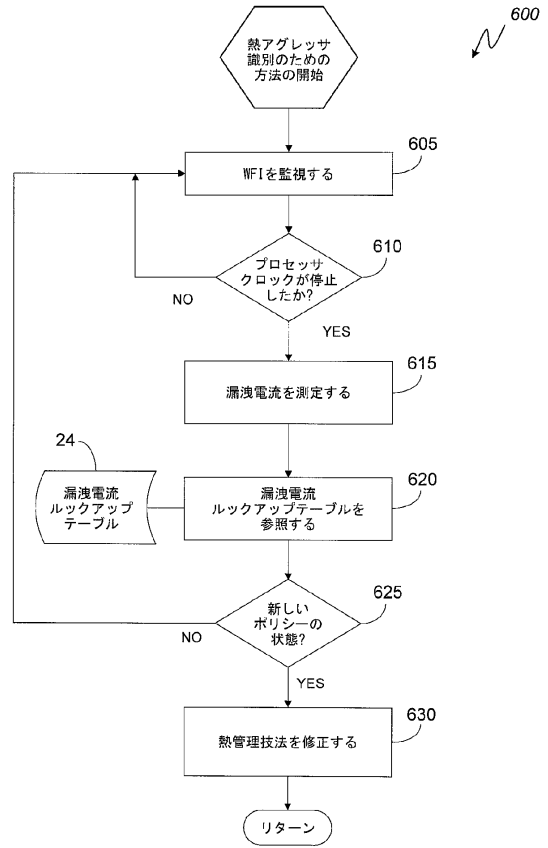 600
熱アグレッサ
識別のための
方法の開始
605
WFIを監視する
610
プロセッサ
クロックが停止
したか?
NO
YES
615
漏洩電流を測定する
24
漏洩電流
ルックアップ
テーブル
620
漏洩電流
ルックアップテーブルを
参照する
625
新しい
ポリシーの
状態?
NO
YES
630
熱管理技法を修正する
リターン